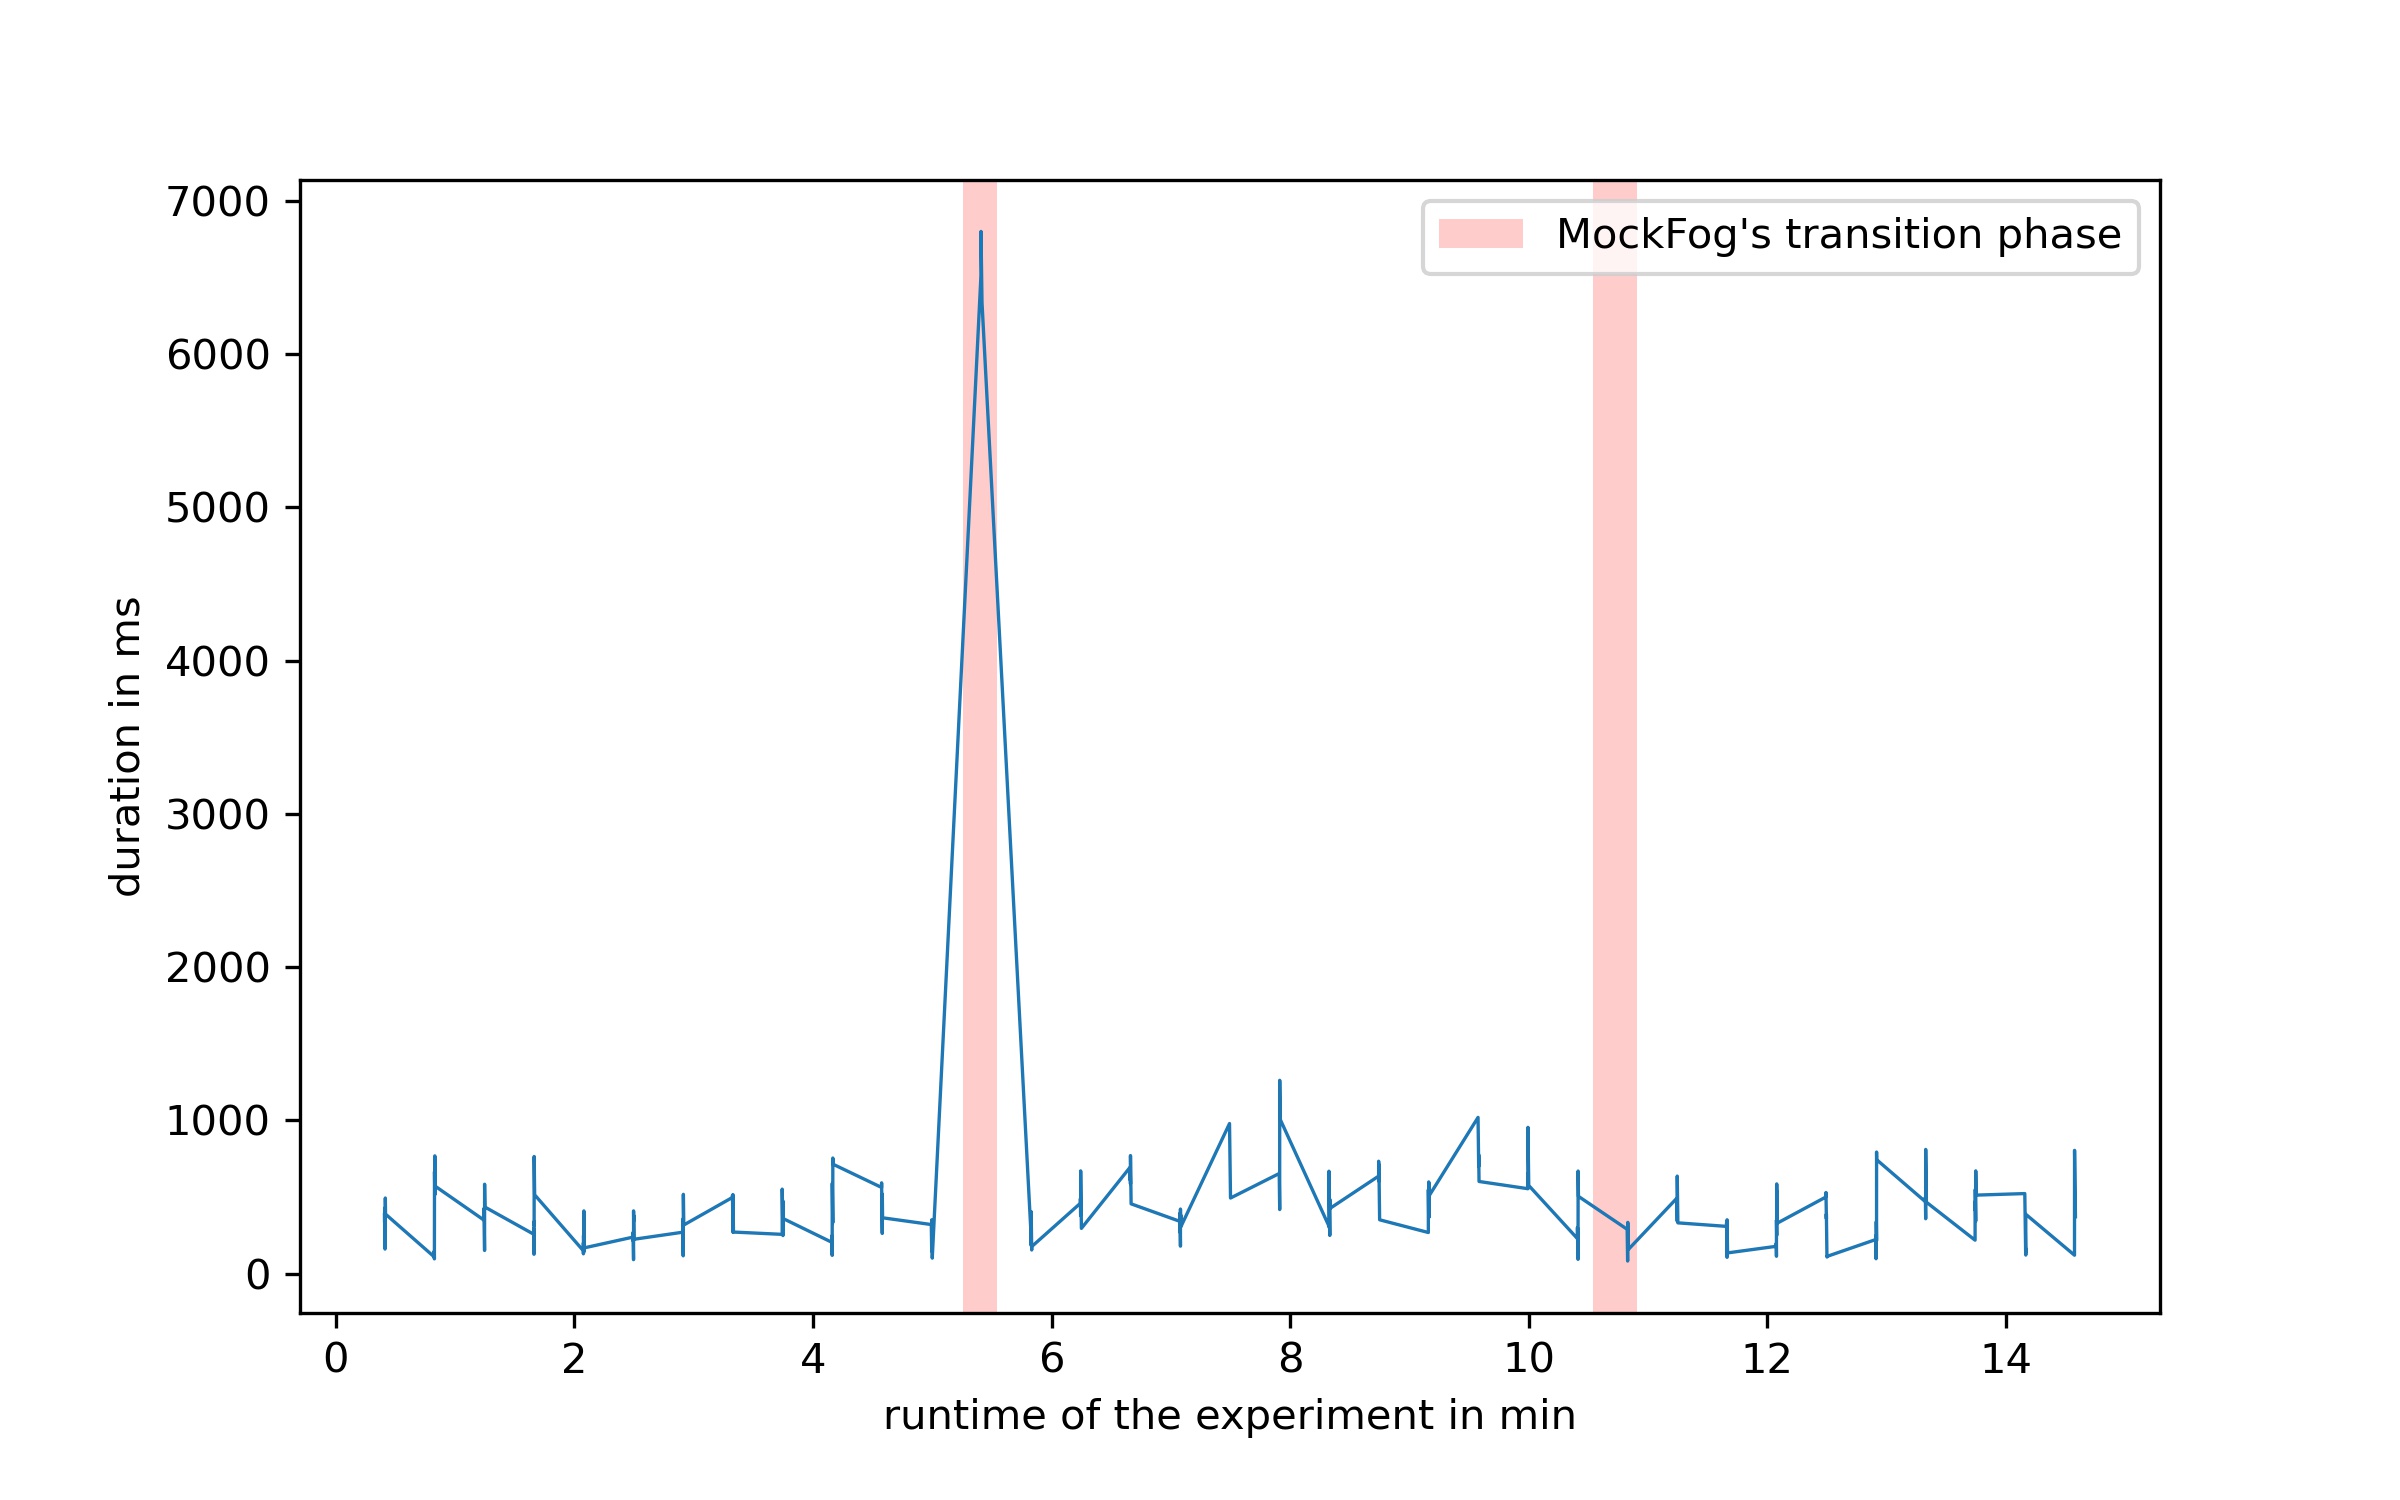 MockFog's transition phase
7000
6000
5000
4000
3000
2000
1000
0
duration in ms
0 2 4 6 8 10 12 14
runtime of the experiment in min